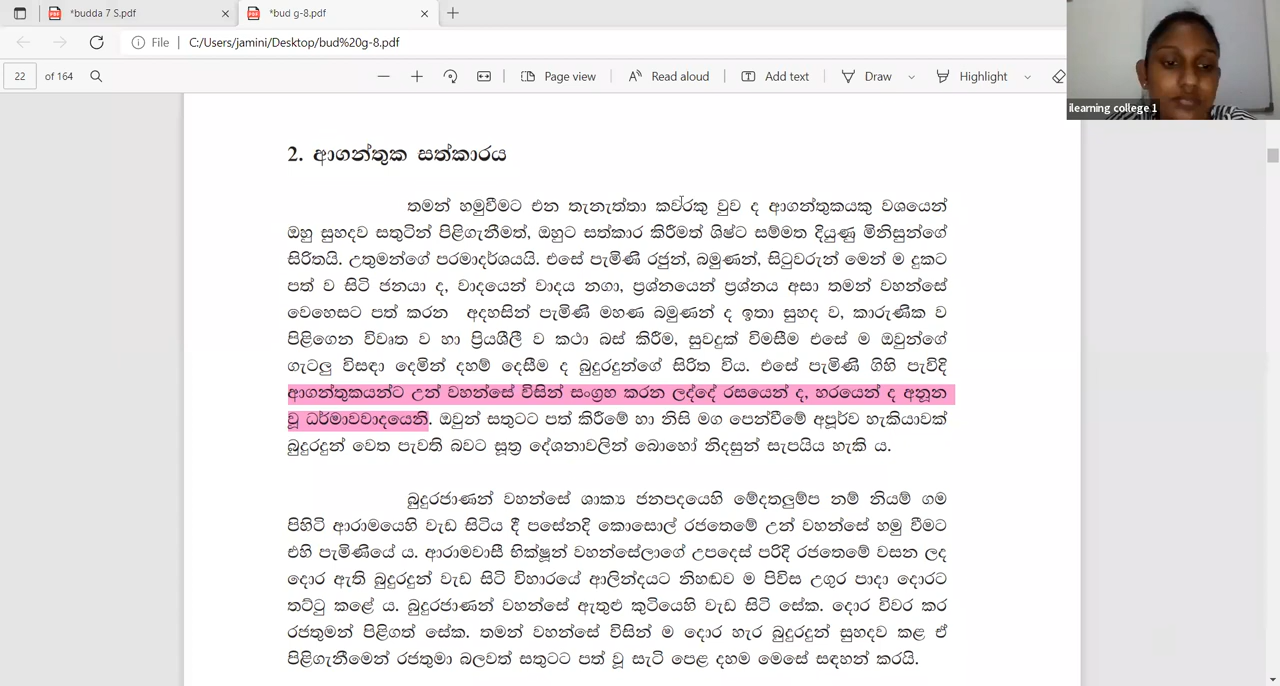 *budda 7 S.pdf
*bud g-8.pdf
File
C:/Users/jamini/Desktop/bud%20g-8.pdf
22 of 164
Page view
Read aloud
Add text
Draw
Highlight
ilearning college 1
2. ආගන්තුක සත්කාරය
තමන් හමුවීමට එන තැනැත්තා කවරකු වුව ද ආගන්තුකයකු වශයෙන්
ඔහු සුහදව සතුටින් පිළිගැනීමත්, ඔහුට සත්කාර කිරීමත් ශිෂ්ට සම්මත දියුණු මිනිසුන්ගේ
සිරිතයි. උතුමන්ගේ පරමාදර්ශයයි. එසේ පැමිණි රජුන්, බමුණන්, සිටුවරුන් මෙන් ම දුකට
පත් ව සිටි ජනයා ද, වාදයෙන් වාදය නගා, ප්‍රශ්නයෙන් ප්‍රශ්නය අසා තමන් වහන්සේ
වෙහෙසට පත් කරන අදහසින් පැමිණි මහණ බමුණන් ද ඉතා සුහද ව, කාරුණික ව
පිළිගෙන විවෘත ව හා ප්‍රියශීලී ව කථා බස් කිරීම, සුවදුක් විමසීම එසේ ම ඔවුන්ගේ
ගැටලු විසඳා දෙමින් දහම් දෙසීම ද බුදුරදුන්ගේ සිරිත විය. එසේ පැමිණි ගිහි පැවිදි
ආගන්තුකයන්ට උන් වහන්සේ විසින් සංග්‍රහ කරන ලද්දේ රසයෙන් ද, හරයෙන් ද අනූන
වූ ධර්මාවවාදයෙනි. ඔවුන් සතුටට පත් කිරීමේ හා නිසි මග පෙන්වීමේ අපූර්ව හැකියාවක්
බුදුරදුන් වෙත පැවති බවට සූත්‍ර දේශනාවලින් බොහෝ නිදසුන් සැපයිය හැකි ය.
බුදුරජාණන් වහන්සේ ශාක්‍ය ජනපදයෙහි මේදතලුම්ප නම් නියම් ගම
පිහිටි ආරාමයෙහි වැඩ සිටිය දී පසේනදි කොසොල් රජතෙමේ උන් වහන්සේ හමු වීමට
එහි පැමිණියේ ය. ආරාමවාසී භික්ෂූන් වහන්සේලාගේ උපදෙස් පරිදි රජතෙමේ වසන ලද
දොර ඇති බුදුරදුන් වැඩ සිටි විහාරයේ ආලින්දයට නිහඬව ම පිවිස උගුර පාදා දොරට
තට්ටු කළේ ය. බුදුරජාණන් වහන්සේ ඇතුළු කුටියෙහි වැඩ සිටි සේක. දොර විවර කර
රජතුමන් පිළිගත් සේක. තමන් වහන්සේ විසින් ම දොර හැර බුදුරදුන් සුහදව කළ ඒ
පිළිගැනීමෙන් රජතුමා බලවත් සතුටට පත් වූ සැටි පෙළ දහම මෙසේ සඳහන් කරයි.